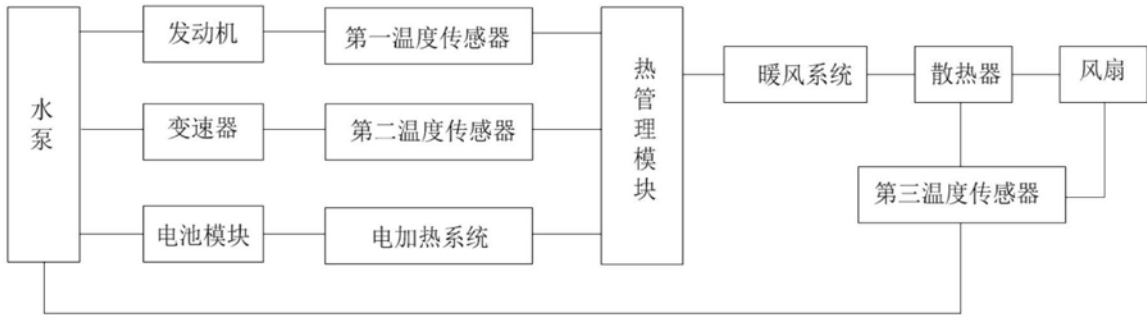 水泵
发动机
第一温度传感器
变速器
第二温度传感器
电池模块
电加热系统
热管理模块
暖风系统
散热器
风扇
第三温度传感器